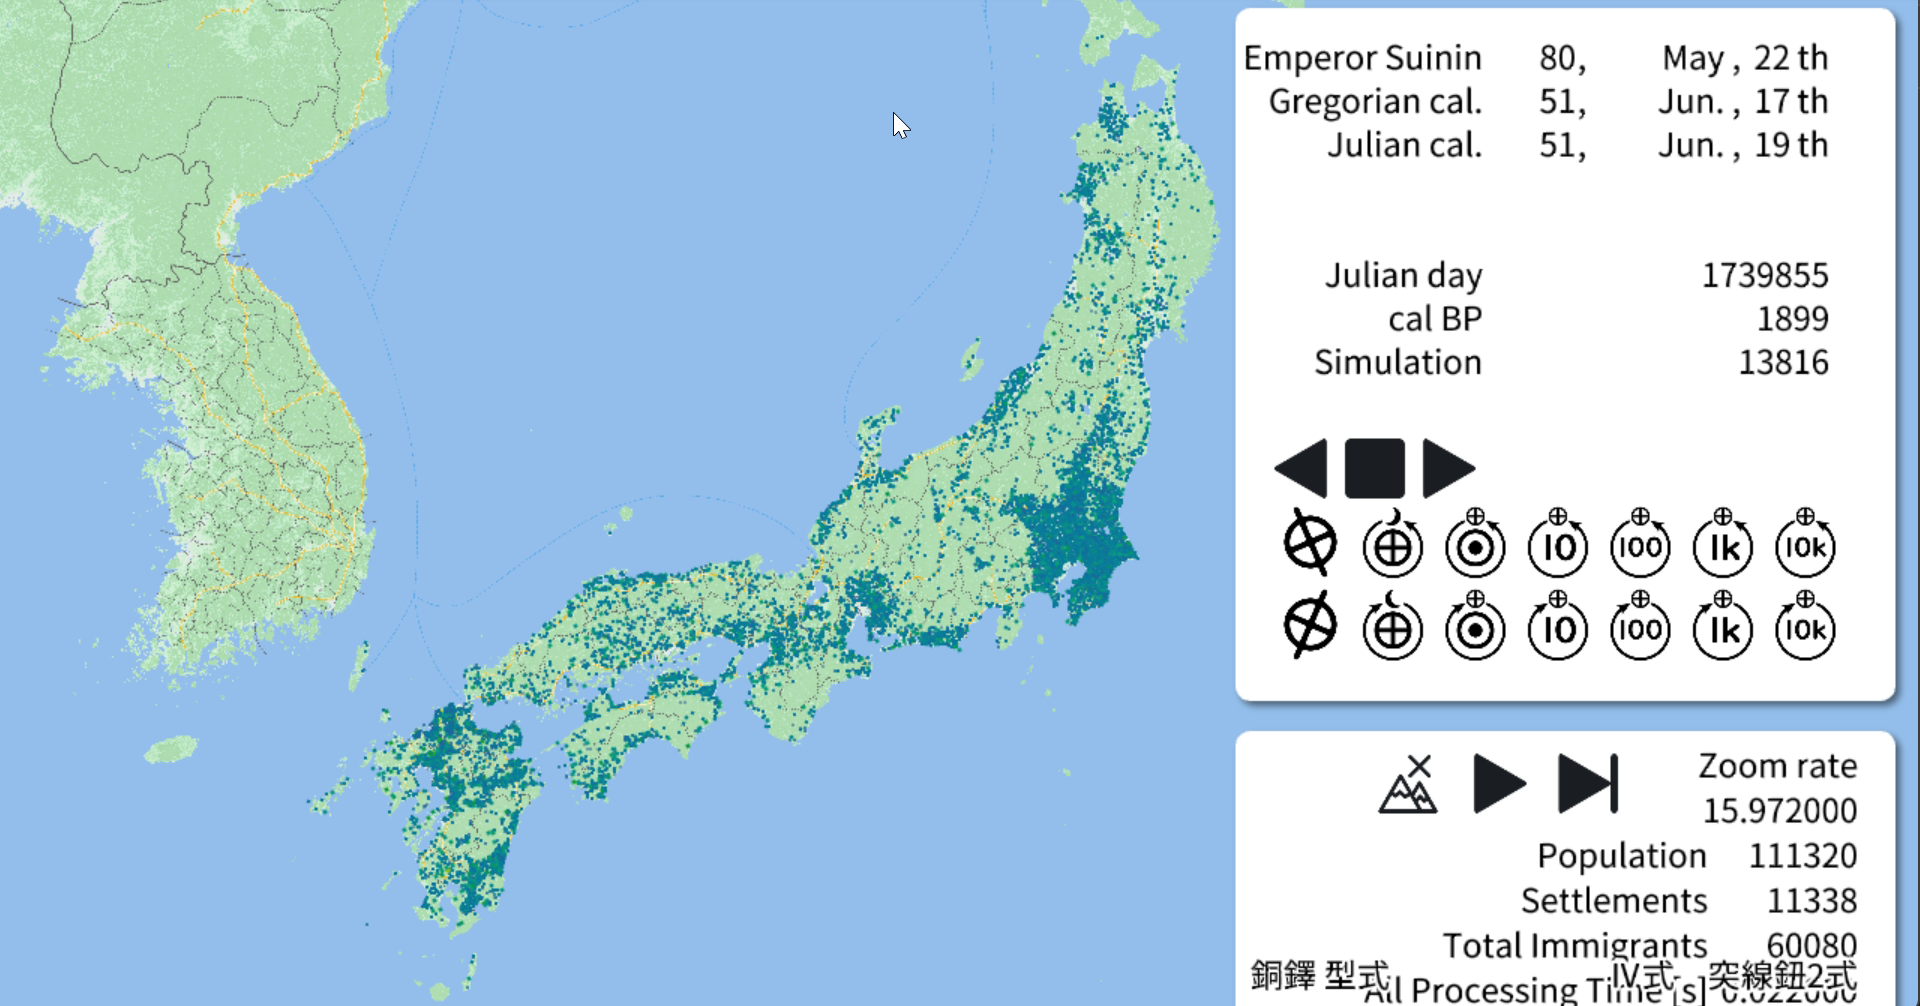 Emperor Suinin 80, May , 22 th
Gregorian cal. 51, Jun. , 17 th
Julian cal. 51, Jun. , 19 th
Julian day 1739855
cal BP 1899
Simulation 13816
10 100 1k 10k
10 100 1k 10k
Zoom rate
15.972000
Population 111320
Settlements 11338
Total Immigrants 60080
銅鐸 型式 IV式 突線鈕2式
All Processing Time [s]